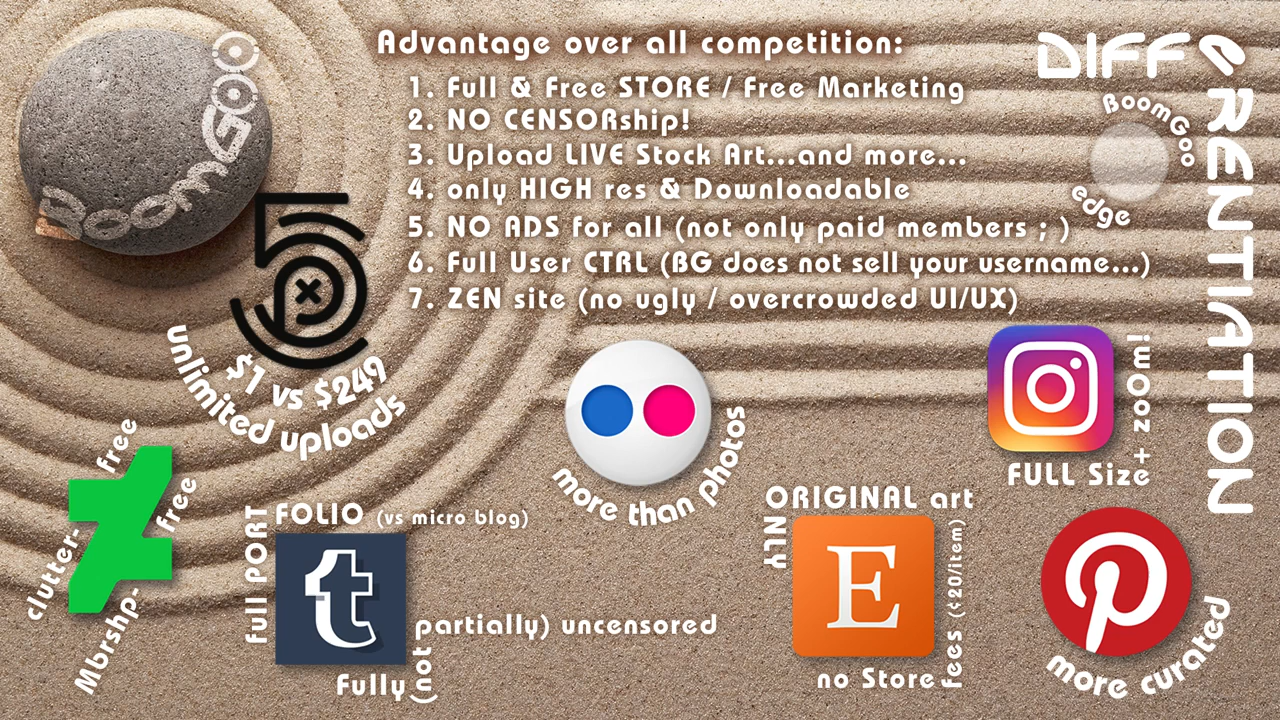 BoomGOO
Advantage over all competition:
1. Full & Free STORE / Free Marketing
2. NO CENSORship!
3. Upload LIVE Stock Art...and more...
4. only HIGH res & Downloadable
5. NO ADS for all (not only paid members ; )
6. Full User CTRL (BG does not sell your username...)
7. ZEN site (no ugly / overcrowded UI/UX)
DIFFeRENTIATION
BoomGoo
edge
5
-$1 vs $249
unlimited uploads
clutter-free
Mbrshp-free
full PORT
FOLIO (vs micro blog)
t
Fully (not
partially) uncensored
more than photos
ONLY
ORIGINAL art
E
no Store
fees (¢20/item)
FULL Size
+ zoOm!
more curated